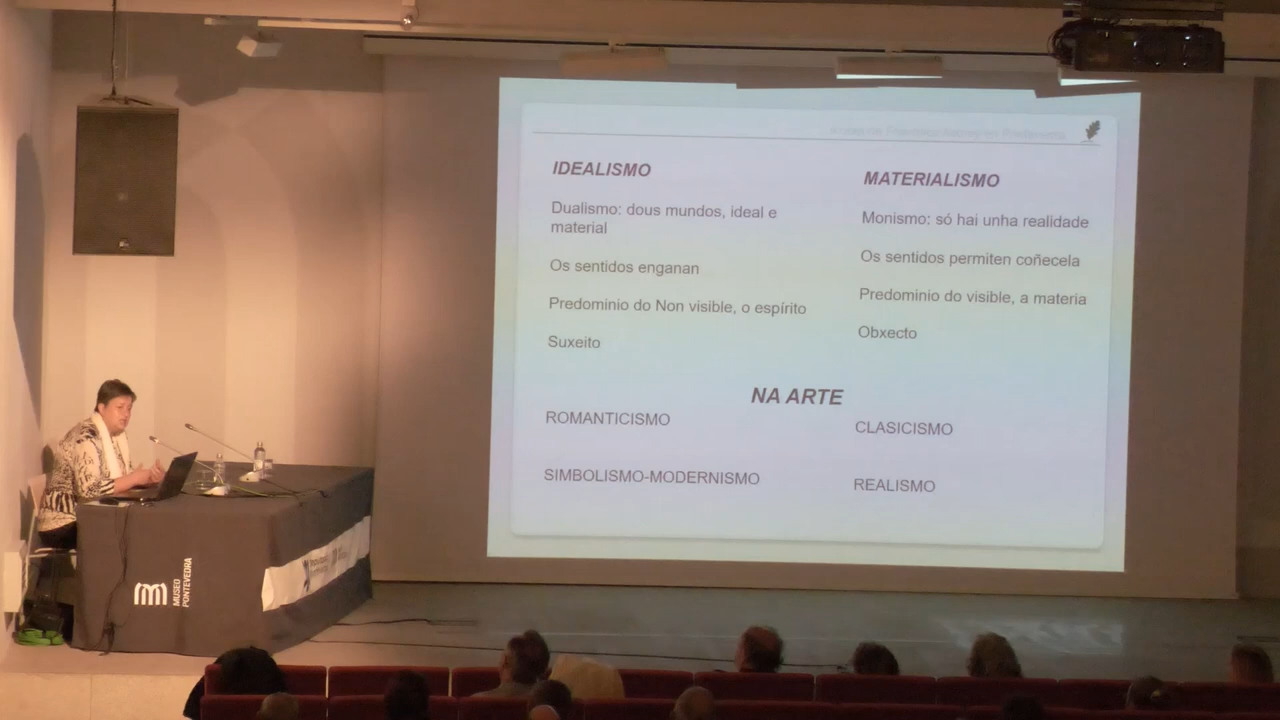 IDEALISMO
Dualismo: dous mundos, ideal e
material
Os sentidos enganan
Predominio do Non visible, o espírito
Suxeito
MATERIALISMO
Monismo: só hai unha realidade
Os sentidos permiten coñecela
Predominio do visible, a materia
Obxecto
NA ARTE
ROMANTICISMO
CLASICISMO
SIMBOLISMO-MODERNISMO
REALISMO
MUSEO
PONTEVEDRA